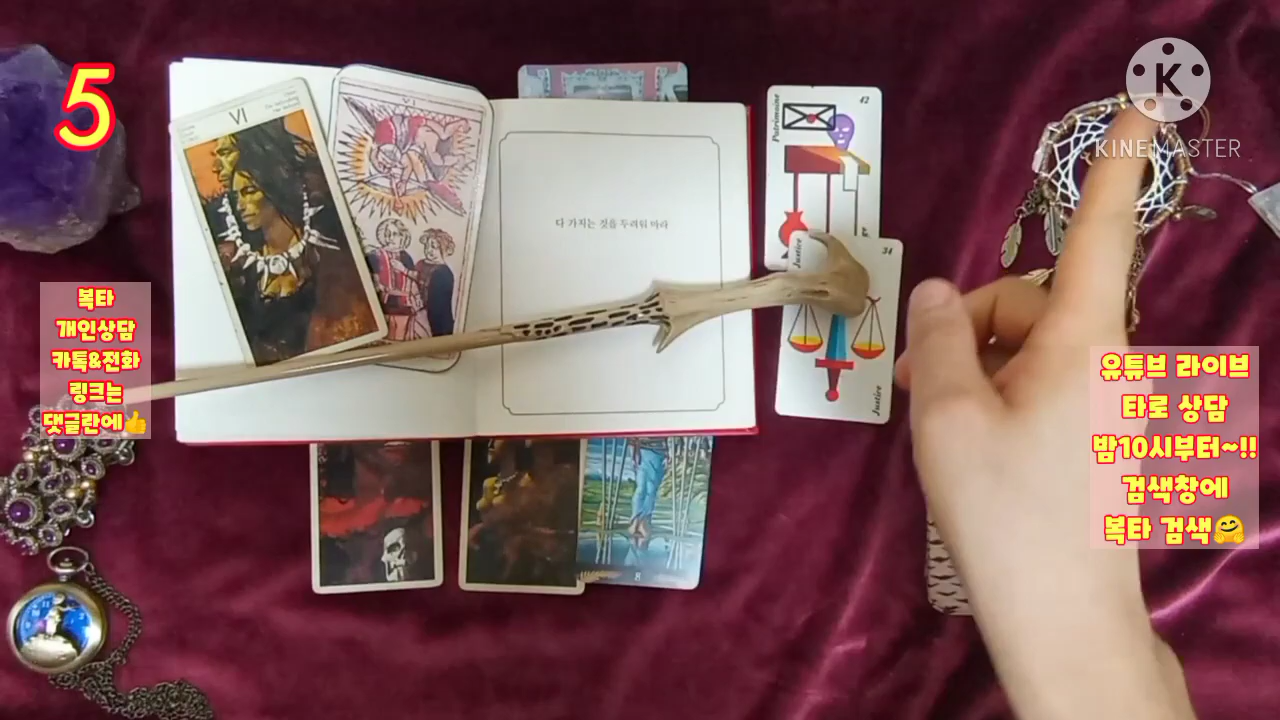 5
KINEMASTER
VI
다 가지는 것을 두려워 마라
42
Patrimoine
34
Justice
Justice
8
복타
개인상담
카톡&전화
링크는
댓글란에👍
유튜브 라이브
타로 상담
밤10시부터~!!
검색창에
복타 검색🤗